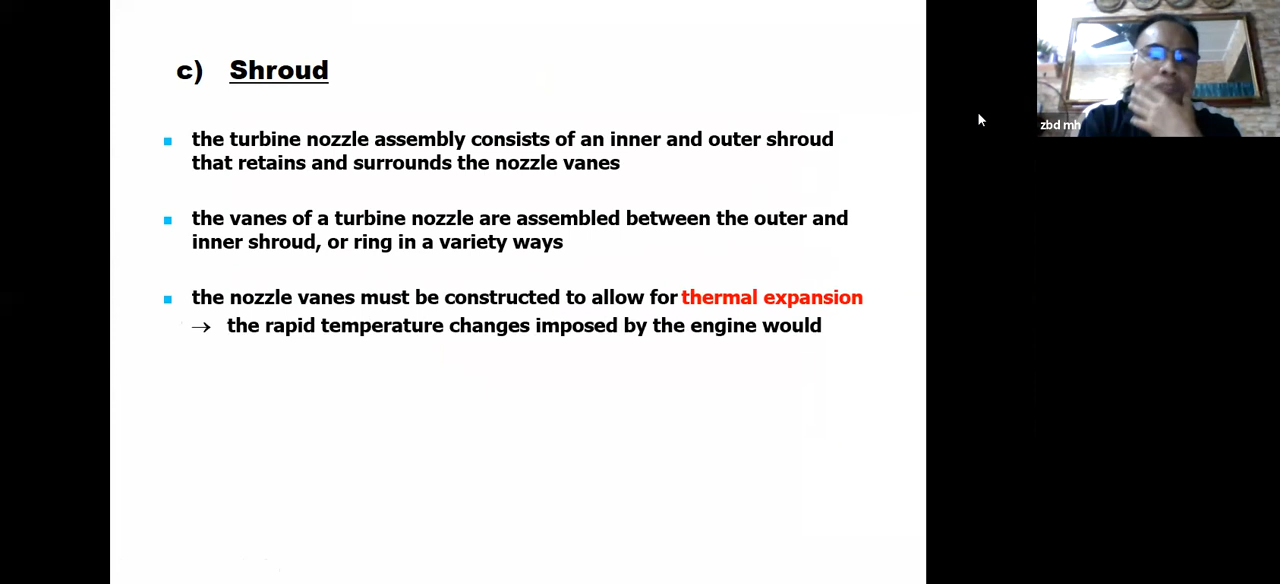 c) Shroud
the turbine nozzle assembly consists of an inner and outer shroud
that retains and surrounds the nozzle vanes
the vanes of a turbine nozzle are assembled between the outer and
inner shroud, or ring in a variety ways
the nozzle vanes must be constructed to allow for thermal expansion
→ the rapid temperature changes imposed by the engine would
zbd mh